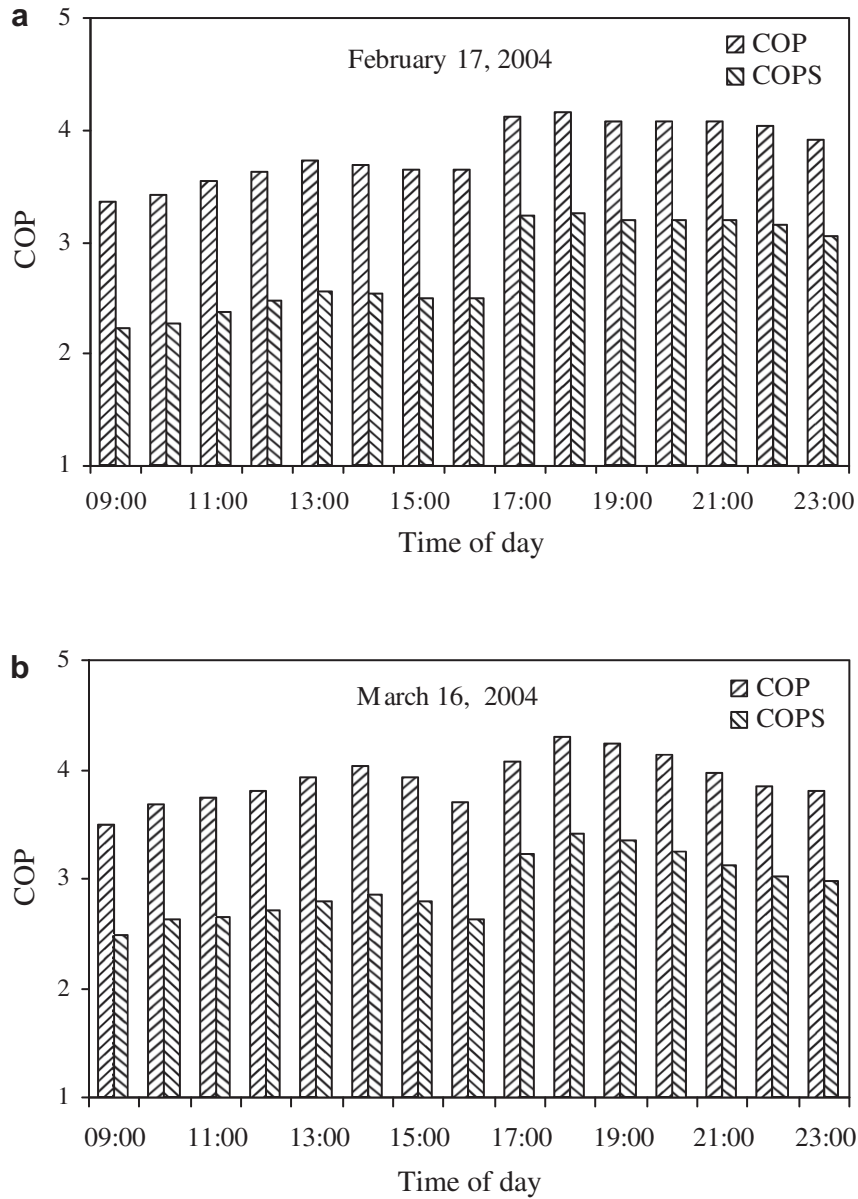 a
5
February 17, 2004
COP
COPS
4
3
2
1
COP
09:00 11:00 13:00 15:00 17:00 19:00 21:00 23:00
Time of day
b
5
March 16, 2004
COP
COPS
4
3
2
1
COP
09:00 11:00 13:00 15:00 17:00 19:00 21:00 23:00
Time of day